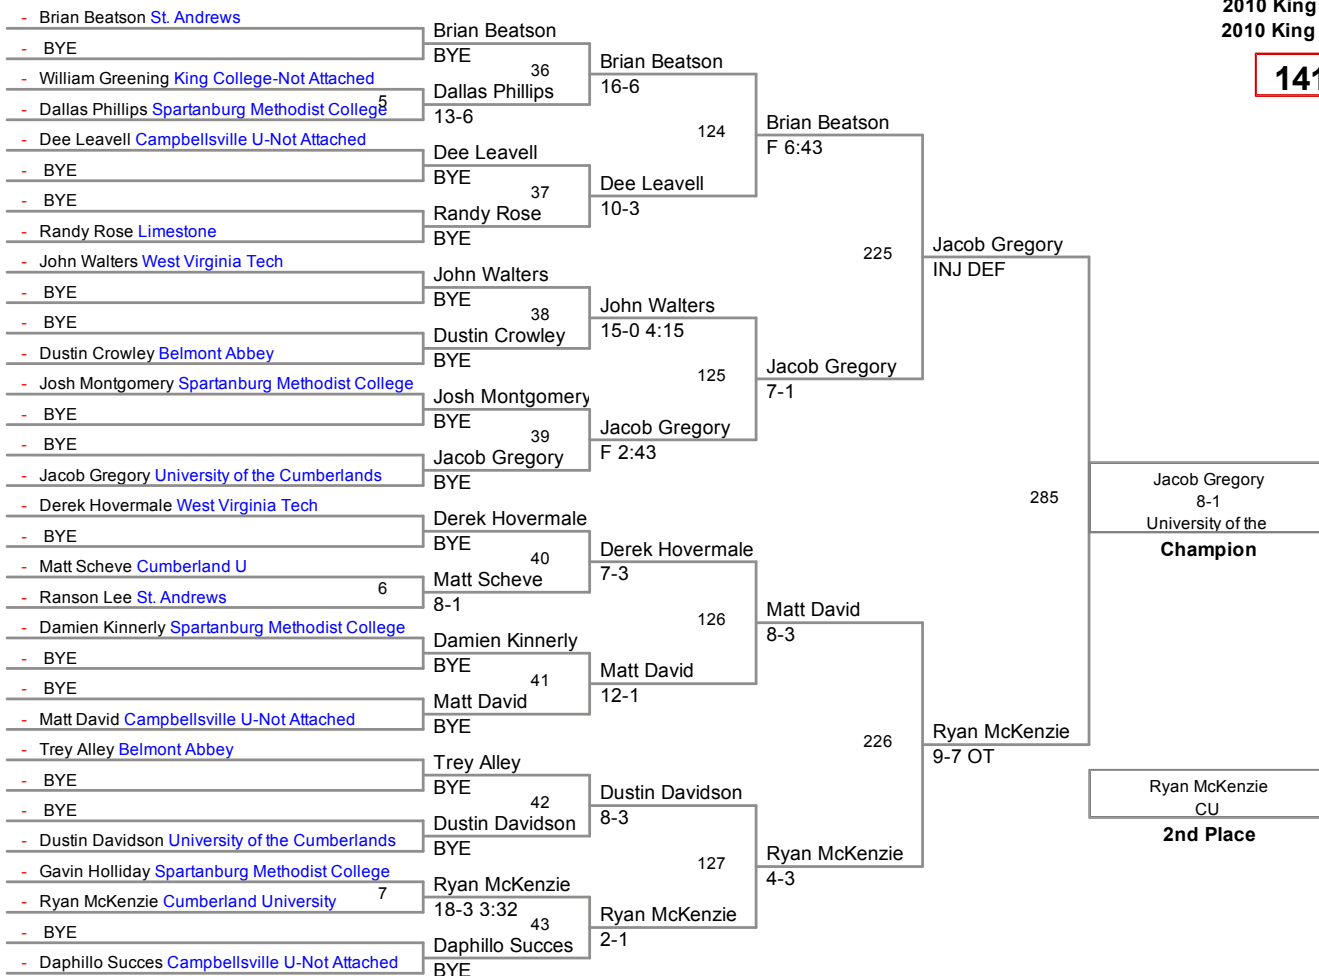 2010 King
2010 King
141
- Brian Beatson St. Andrews
- BYE
- William Greening King College-Not Attached
- Dallas Phillips Spartanburg Methodist College
5
- Dee Leavell Campbellsville U-Not Attached
- BYE
- BYE
- Randy Rose Limestone
- John Walters West Virginia Tech
- BYE
- BYE
- Dustin Crowley Belmont Abbey
- Josh Montgomery Spartanburg Methodist College
- BYE
- BYE
- Jacob Gregory University of the Cumberlands
- Derek Hovermale West Virginia Tech
- BYE
- Matt Scheve Cumberland U
- Ranson Lee St. Andrews
6
- Damien Kinnerly Spartanburg Methodist College
- BYE
- BYE
- Matt David Campbellsville U-Not Attached
- Trey Alley Belmont Abbey
- BYE
- BYE
- Dustin Davidson University of the Cumberlands
- Gavin Holliday Spartanburg Methodist College
- Ryan McKenzie Cumberland University
7
- BYE
- Daphillo Succes Campbellsville U-Not Attached
Brian Beatson
BYE
36
Dallas Phillips
13-6
Dee Leavell
BYE
37
Randy Rose
BYE
John Walters
BYE
38
Dustin Crowley
BYE
Josh Montgomery
BYE
39
Jacob Gregory
BYE
Derek Hovermale
BYE
40
Matt Scheve
8-1
Damien Kinnerly
BYE
41
Matt David
BYE
Trey Alley
BYE
42
Dustin Davidson
BYE
Ryan McKenzie
18-3 3:32
43
Daphillo Succes
BYE
Brian Beatson
16-6
124
Dee Leavell
10-3
John Walters
15-0 4:15
125
Jacob Gregory
F 2:43
Derek Hovermale
7-3
126
Matt David
12-1
Dustin Davidson
8-3
127
Ryan McKenzie
2-1
Brian Beatson
F 6:43
225
Jacob Gregory
7-1
Matt David
8-3
226
Ryan McKenzie
4-3
Jacob Gregory
INJ DEF
285
Ryan McKenzie
9-7 OT
Jacob Gregory
8-1
University of the
Champion
Ryan McKenzie
CU
2nd Place